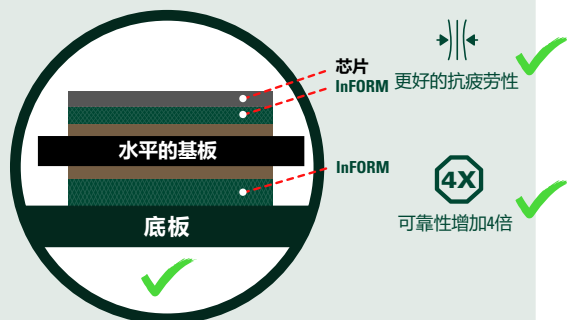 芯片
InFORM
更好的抗疲劳性
水平的基板
InFORM
4X
底板
可靠性增加4倍